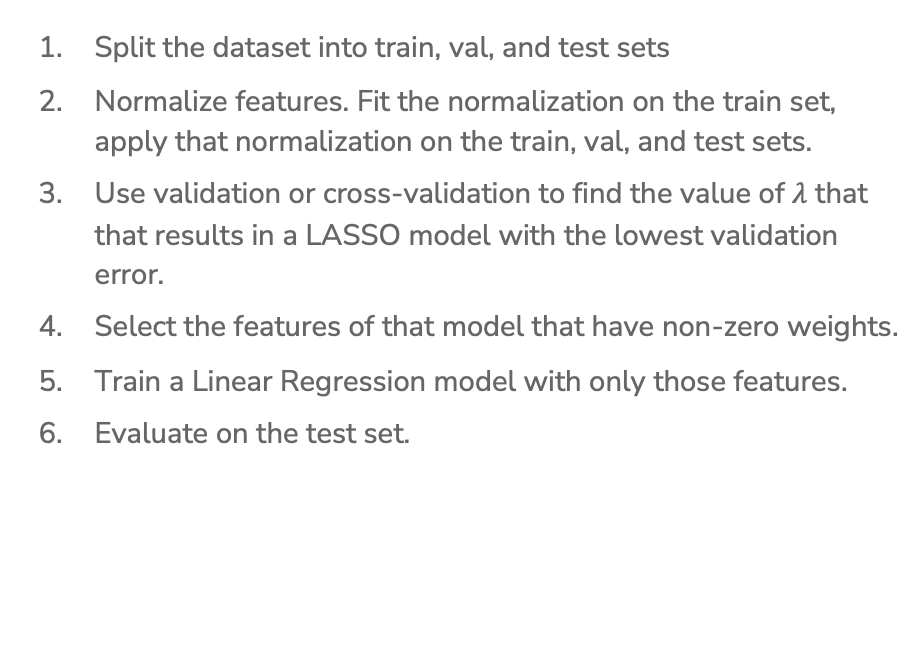 1. Split the dataset into train, val, and test sets
2. Normalize features. Fit the normalization on the train set,
apply that normalization on the train, val, and test sets.
3. Use validation or cross-validation to find the value of λ that
that results in a LASSO model with the lowest validation
error.
4. Select the features of that model that have non-zero weights.
5. Train a Linear Regression model with only those features.
6. Evaluate on the test set.